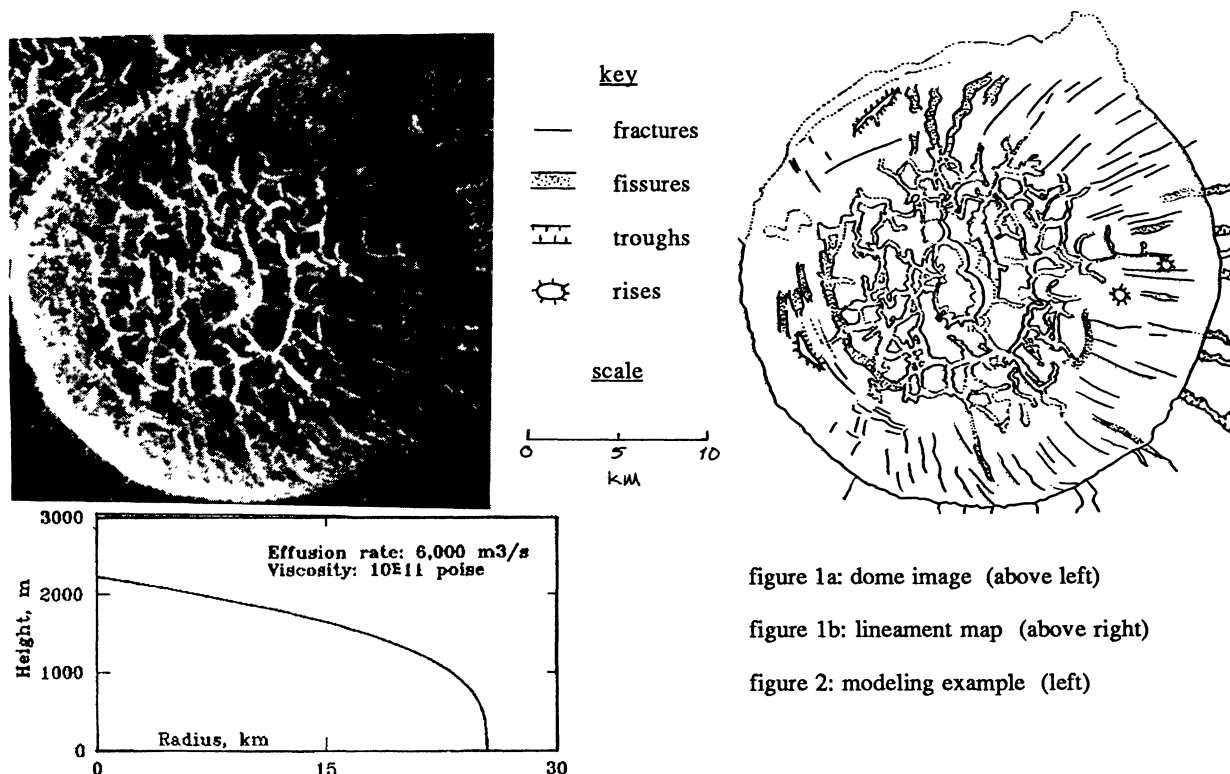 key
fractures
fissures
troughs
rises
scale
0 5 10
KM
3000
2000
1000
0
Height, m
Effusion rate: 6,000 m3/s
Viscosity: 10E11 poise
Radius, km
0 15 30
figure 1a: dome image (above left)
figure 1b: lineament map (above right)
figure 2: modeling example (left)